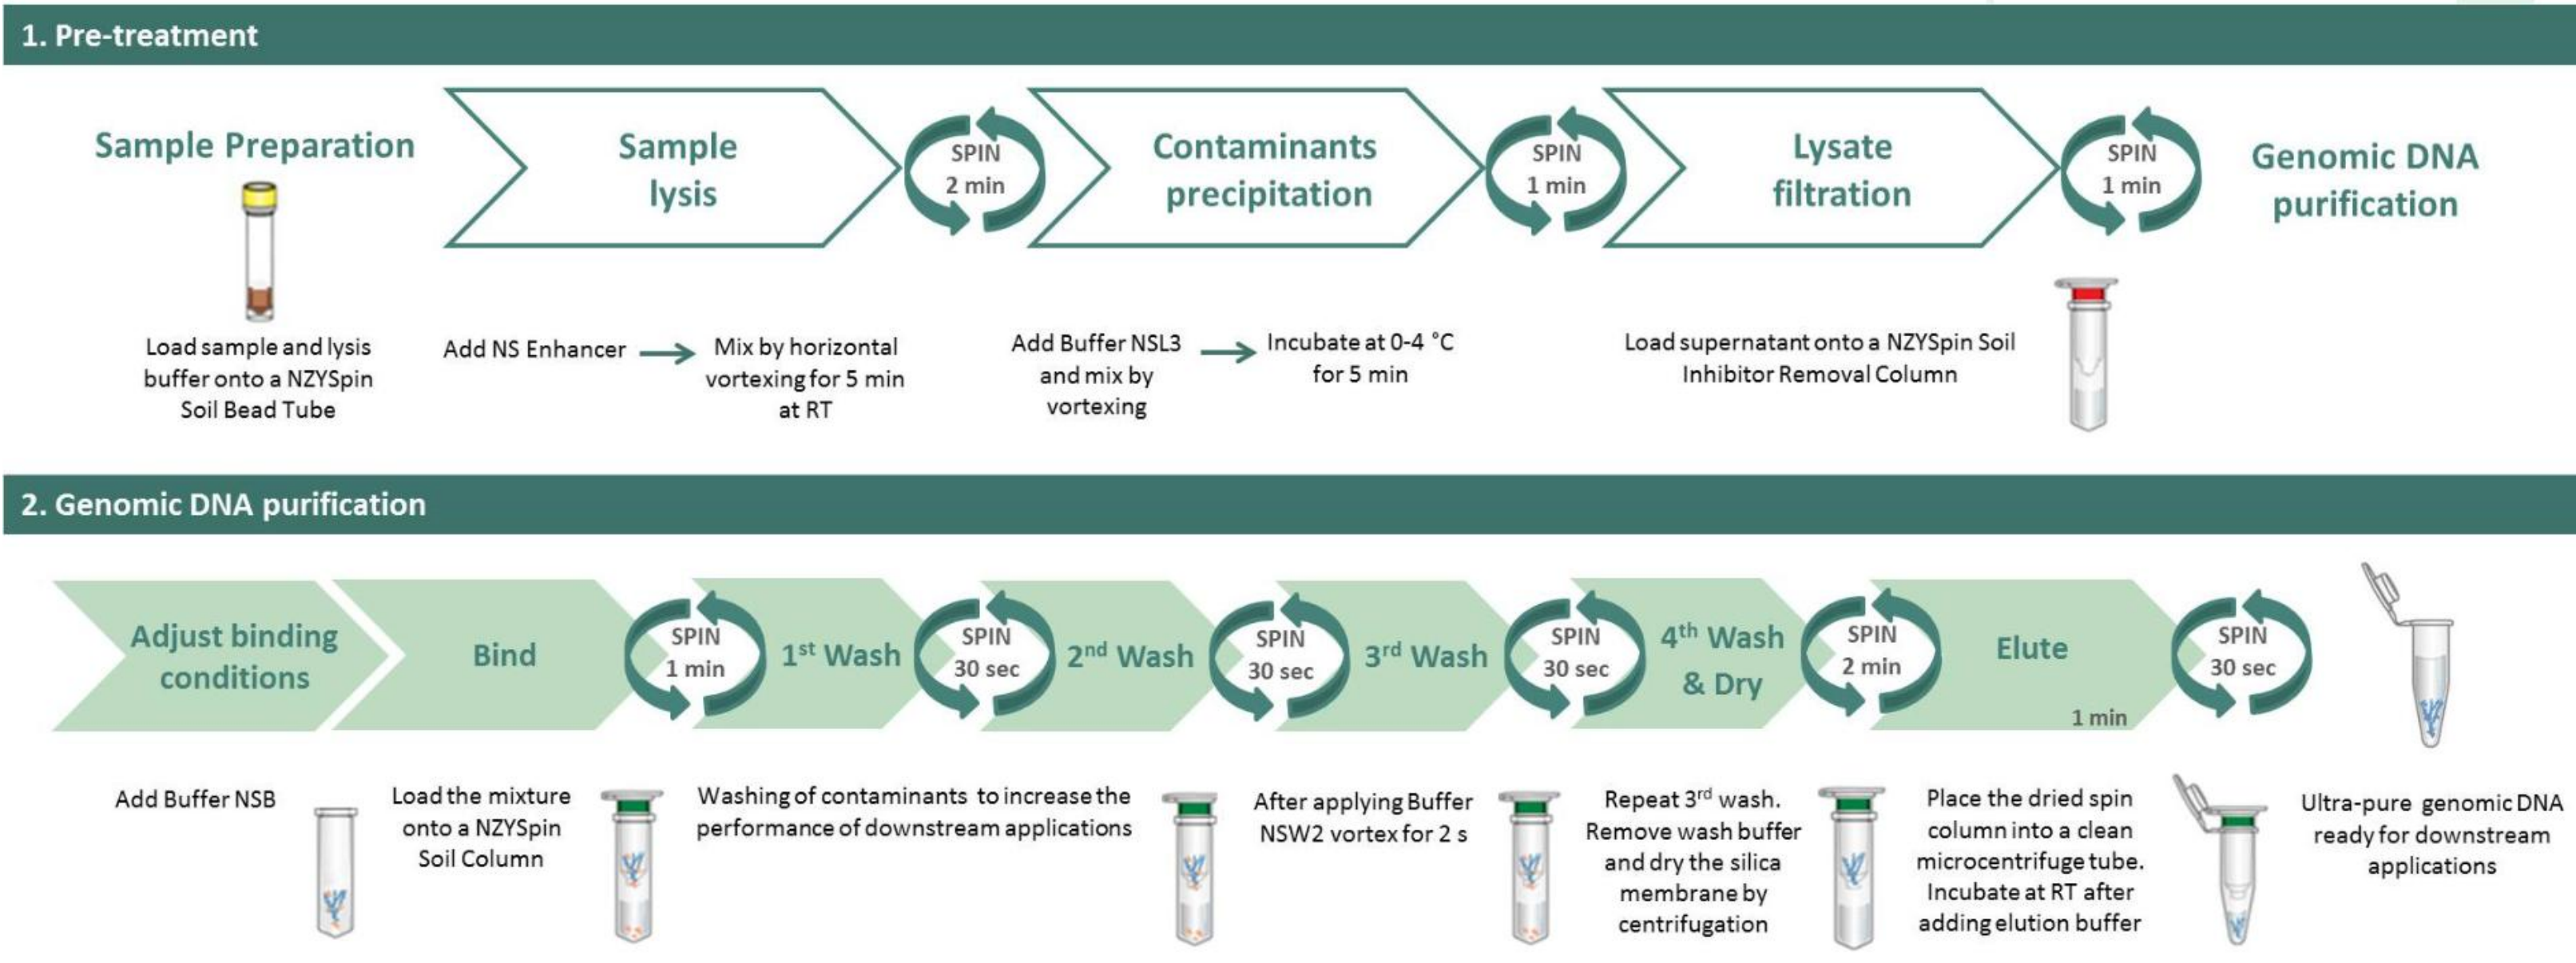 1. Pre-treatment
Sample Preparation
Sample
lysis
SPIN
2 min
Contaminants
precipitation
SPIN
1 min
Lysate
filtration
SPIN
1 min
Genomic DNA
purification
Load sample and lysis
buffer onto a NZYSpin
Soil Bead Tube
Add NS Enhancer
Mix by horizontal
vortexing for 5 min
at RT
Add Buffer NSL3
and mix by
vortexing
Incubate at 0-4 °C
for 5 min
Load supernatant onto a NZYSpin Soil
Inhibitor Removal Column
2. Genomic DNA purification
Adjust binding
conditions
Bind
SPIN
1 min
1st Wash
SPIN
30 sec
2nd Wash
SPIN
30 sec
3rd Wash
SPIN
30 sec
4th Wash
& Dry
SPIN
2 min
Elute
1 min
SPIN
30 sec
Add Buffer NSB
Load the mixture
onto a NZYSpin
Soil Column
Washing of contaminants to increase the
performance of downstream applications
After applying Buffer
NSW2 vortex for 2 s
Repeat 3rd wash.
Remove wash buffer
and dry the silica
membrane by
centrifugation
Place the dried spin
column into a clean
microcentrifuge tube.
Incubate at RT after
adding elution buffer
Ultra-pure genomic DNA
ready for downstream
applications